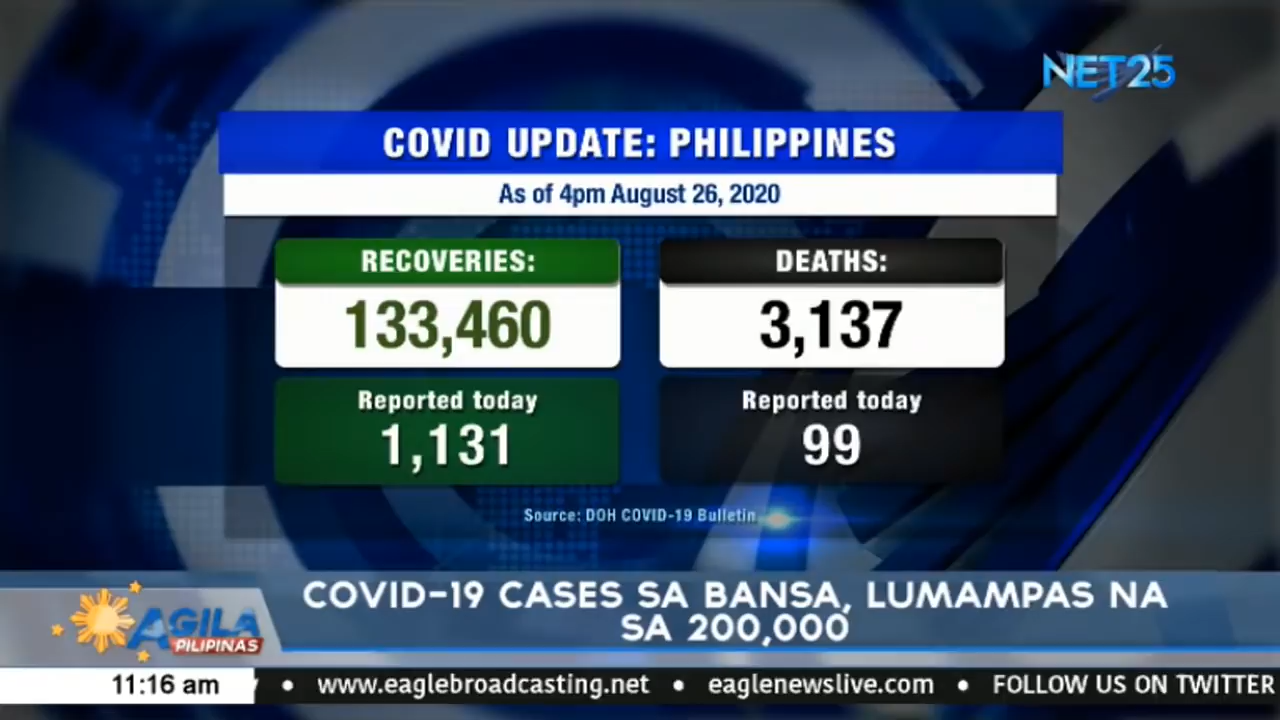 NET25
COVID UPDATE: PHILIPPINES
As of 4pm August 26, 2020
RECOVERIES:
133,460
Reported today
1,131
DEATHS:
3,137
Reported today
99
Source: DOH COVID-19 Bulletin
COVID-19 CASES SA BANSA, LUMAMPAS NA
SA 200,000
AGILA
PILIPINAS
11:16 am
• www.eaglebroadcasting.net • eaglenewslive.com • FOLLOW US ON TWITTER